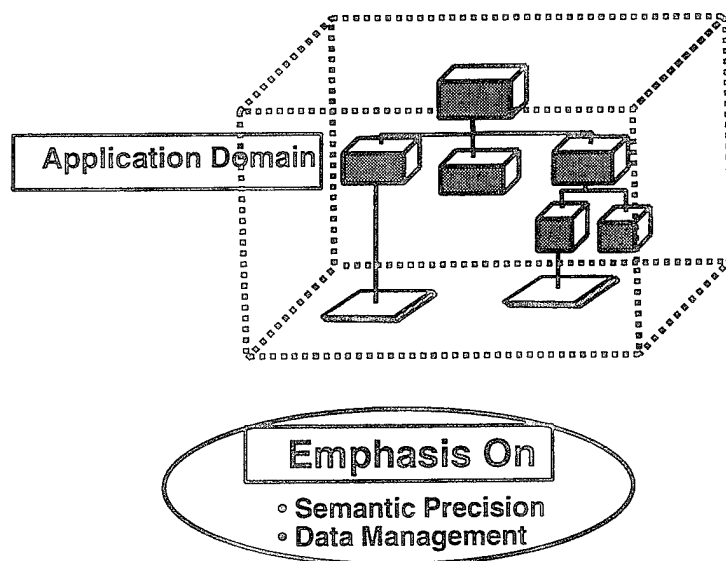 Application Domain
Emphasis On
• Semantic Precision
• Data Management